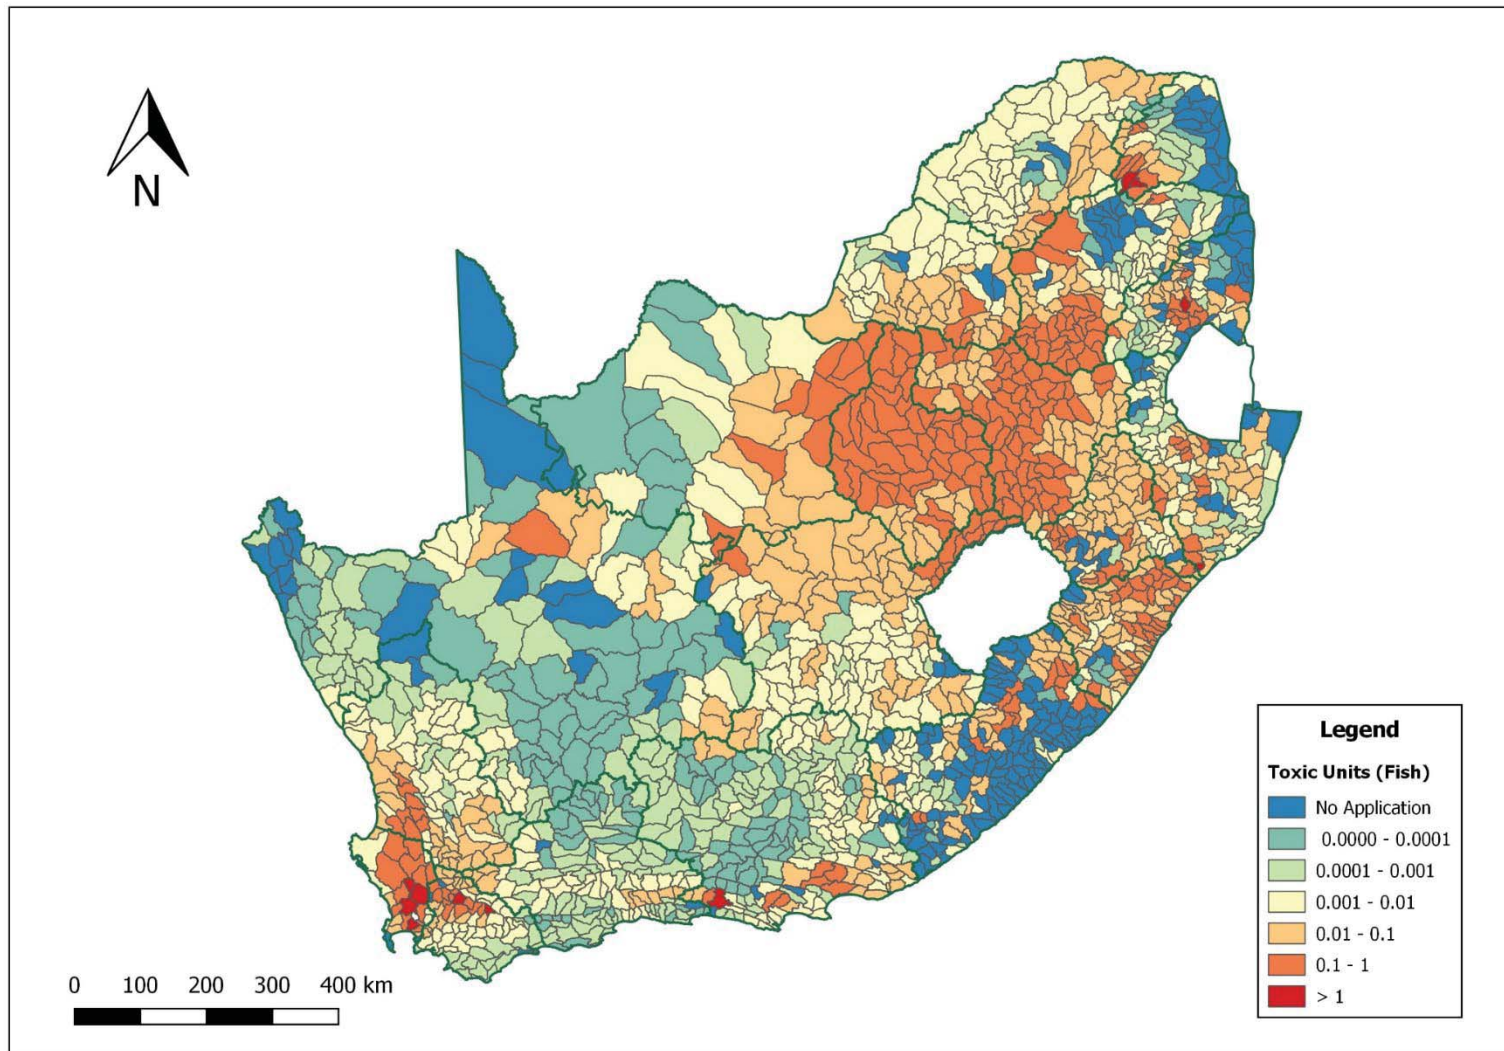 N
Legend
Toxic Units (Fish)
No Application
0.0000 - 0.0001
0.0001 - 0.001
0.001 - 0.01
0.01 - 0.1
0.1 - 1
> 1
0 100 200 300 400 km